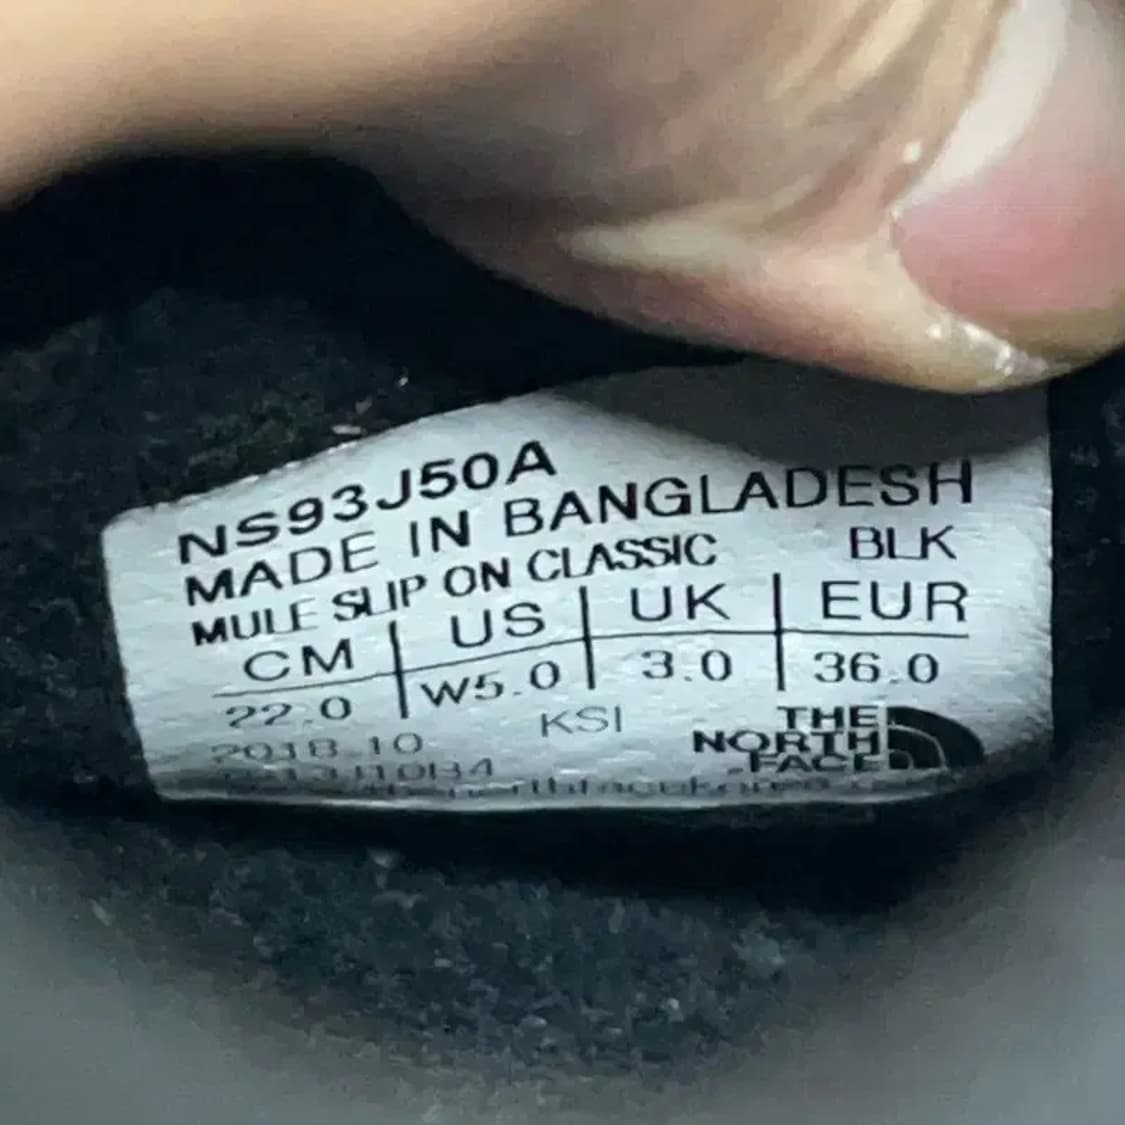 NS93J50A
MADE IN BANGLADESH
MULE SLIP ON CLASSIC BLK
CM US UK EUR
22.0 W5.0 3.0 36.0
2018.10 KSI
THE
NORTH
FACE